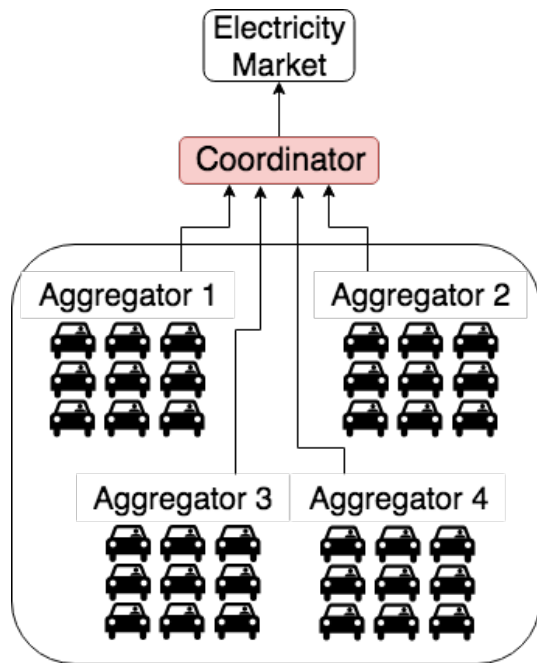 Electricity
Market
Coordinator
Aggregator 1
Aggregator 2
Aggregator 3
Aggregator 4